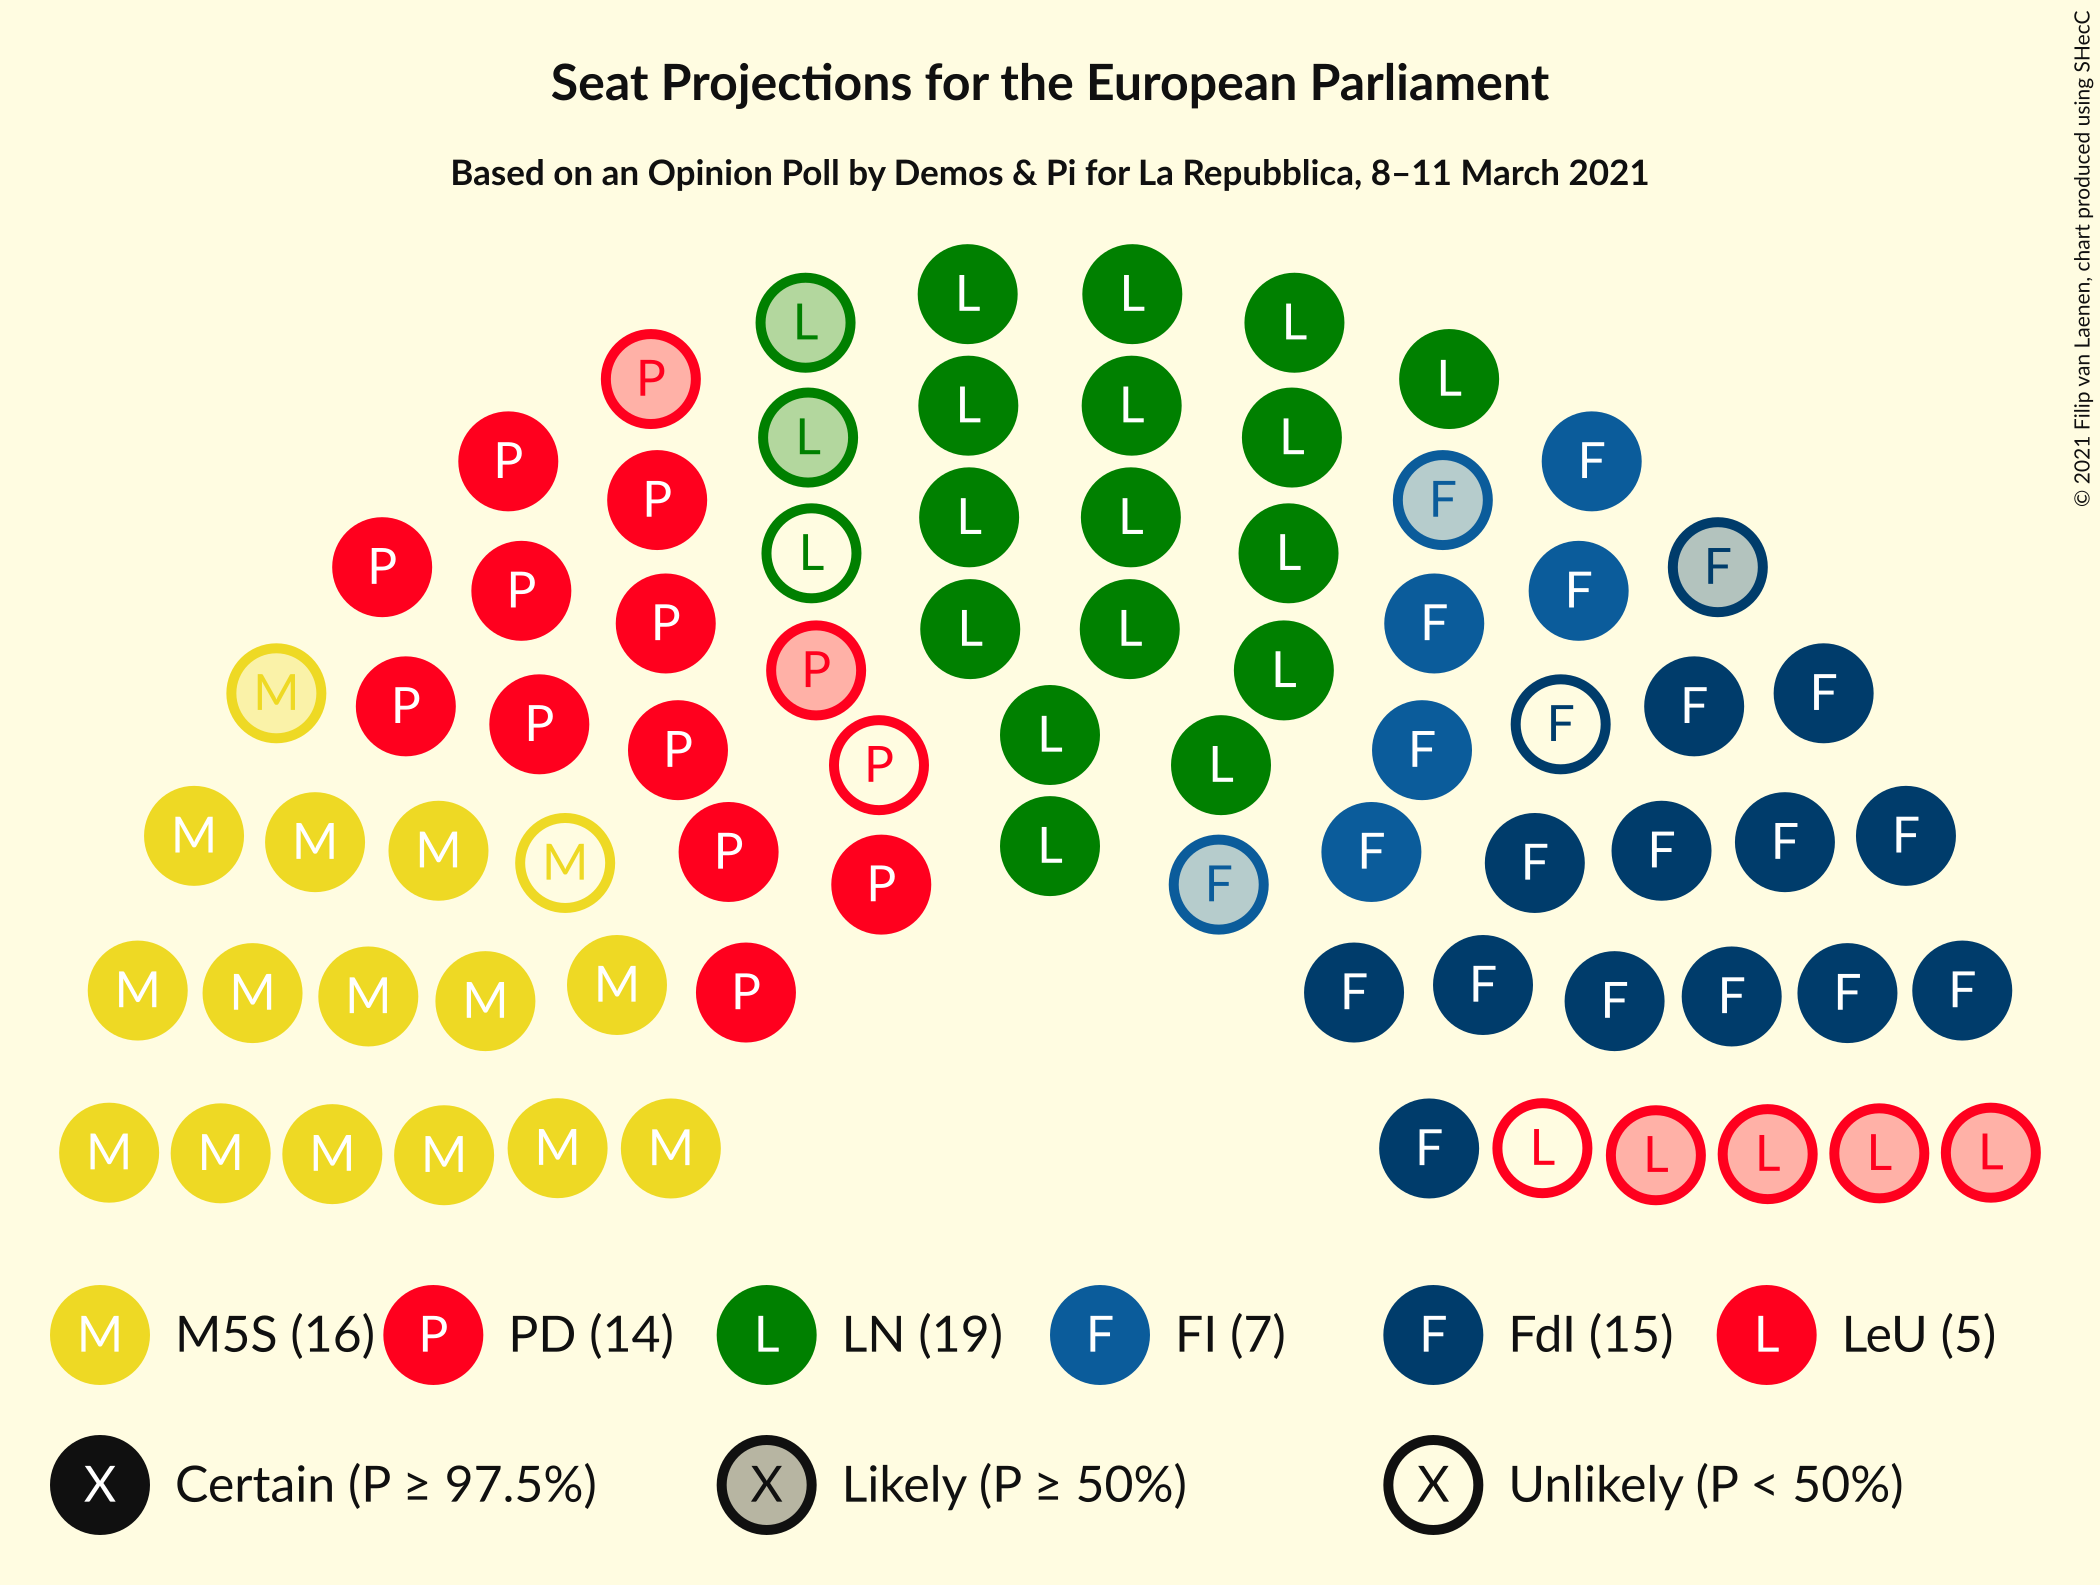 Seat Projections for the European Parliament
Based on an Opinion Poll by Demos & Pi for La Repubblica, 8–11 March 2021
© 2021 Filip van Laenen, chart produced using SHecC
L L L L
P L L
P L L L P
P L L F
P L L F
P P L F F
P P L L L F
M P P P P L L F F F F
P L L F
M M M M P P L F F F F F F
M M M M M P F F F F F F
M M M M M M F L L L L L
M M5S (16) P PD (14) L LN (19) F FI (7) F FdI (15) L LeU (5)
X Certain (P ≥ 97.5%) X Likely (P ≥ 50%) X Unlikely (P < 50%)